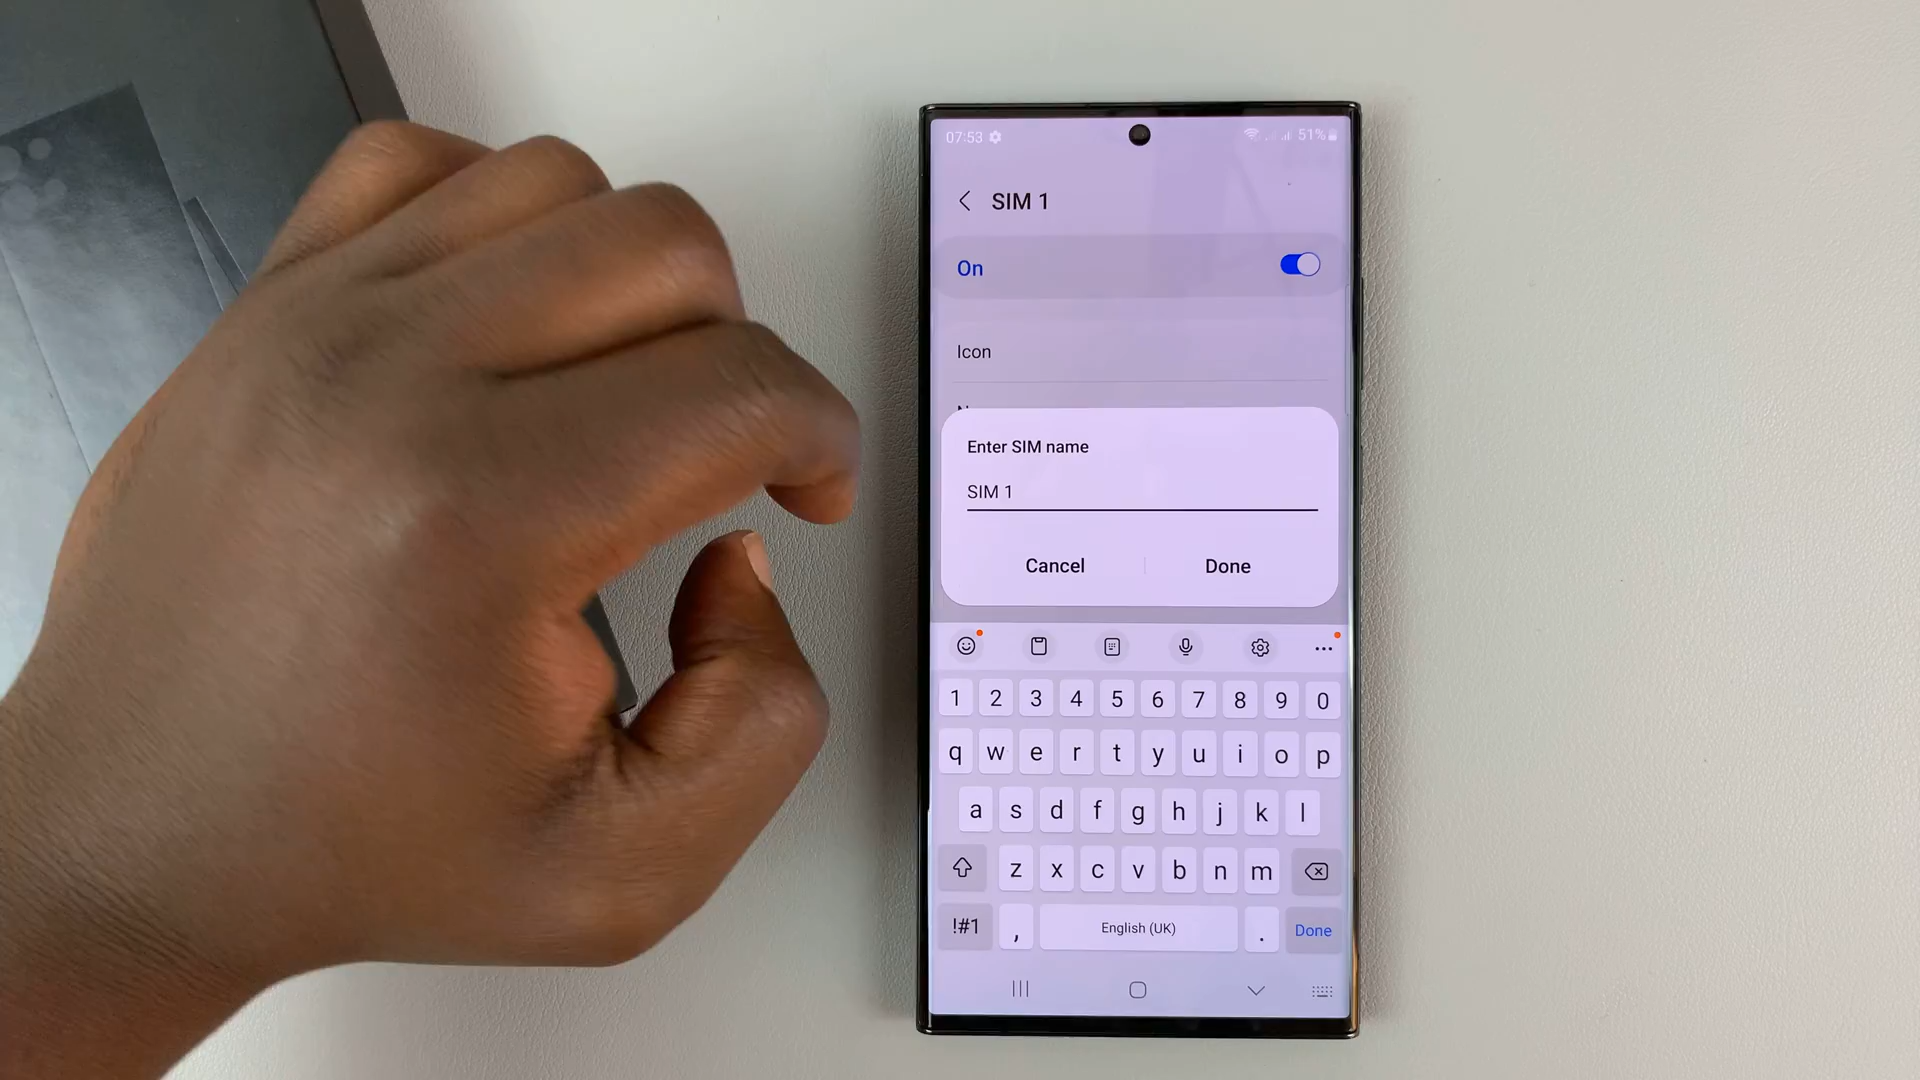 07:53
51%
SIM 1
On
Icon
Enter SIM name
SIM 1
Cancel
Done
1 2 3 4 5 6 7 8 9 0
q w e r t y u i o p
a s d f g h j k l
z x c v b n m
!#1 , English (UK) . Done